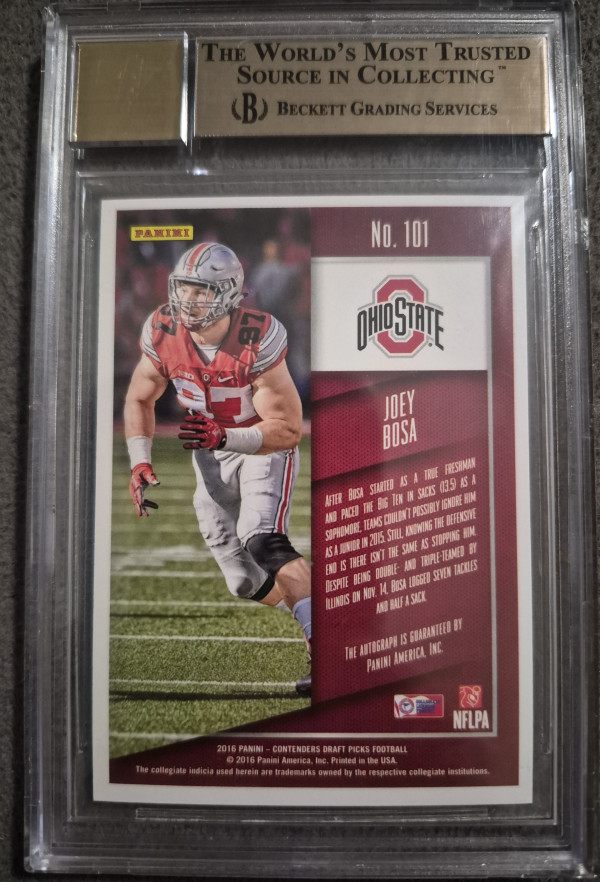 THE WORLD'S MOST TRUSTED
SOURCE IN COLLECTING™
B BECKETT GRADING SERVICES
PANINI
No. 101
OHIO STATE
JOEY
BOSA
AFTER BOSA STARTED AS A TRUE FRESHMAN
AND PACED THE BIG TEN IN SACKS (13.5) AS A
SOPHOMORE, TEAMS COULDN'T POSSIBLY IGNORE HIM
AS A JUNIOR IN 2015. STILL, KNOWING THE DEFENSIVE
END IS THERE ISN'T THE SAME AS STOPPING HIM.
DESPITE BEING DOUBLE- AND TRIPLE-TEAMED BY
ILLINOIS ON NOV. 14, BOSA LOGGED SEVEN TACKLES
AND HALF A SACK.
THE AUTOGRAPH IS GUARANTEED BY
PANINI AMERICA, INC.
NFLPA
2016 PANINI - CONTENDERS DRAFT PICKS FOOTBALL
© 2016 Panini America, Inc. Printed in the USA.
The collegiate indicia used herein are trademarks owned by the respective collegiate institutions.
97
97